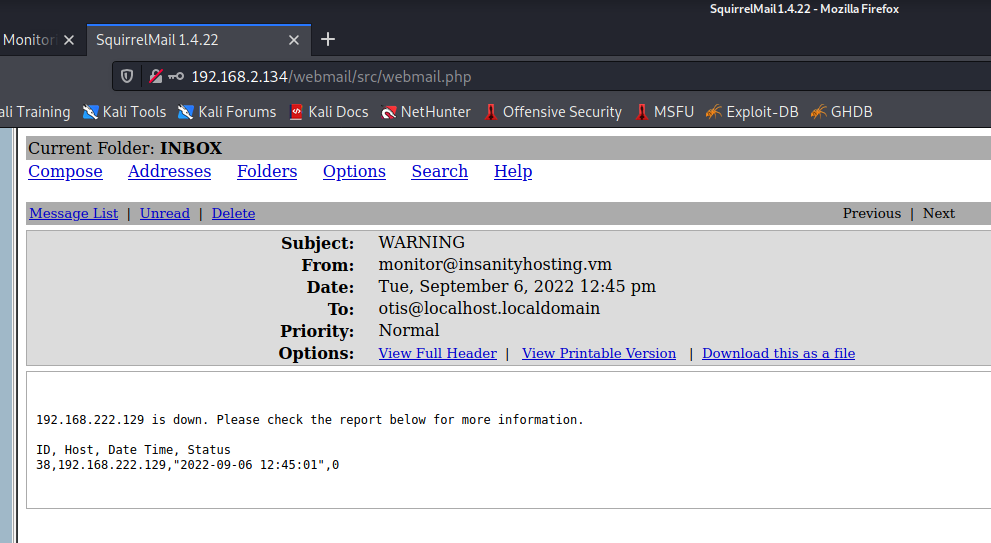 SquirrelMail 1.4.22 - Mozilla Firefox
Monitor SquirrelMail 1.4.22
192.168.2.134/webmail/src/webmail.php
ali Training Kali Tools Kali Forums Kali Docs NetHunter Offensive Security MSFU Exploit-DB GHDB
Current Folder: INBOX
Compose Addresses Folders Options Search Help
Message List | Unread | Delete Previous | Next
Subject: WARNING
From: monitor@insanityhosting.vm
Date: Tue, September 6, 2022 12:45 pm
To: otis@localhost.localdomain
Priority: Normal
Options: View Full Header | View Printable Version | Download this as a file
192.168.222.129 is down. Please check the report below for more information.
ID, Host, Date Time, Status
38,192.168.222.129,"2022-09-06 12:45:01",0